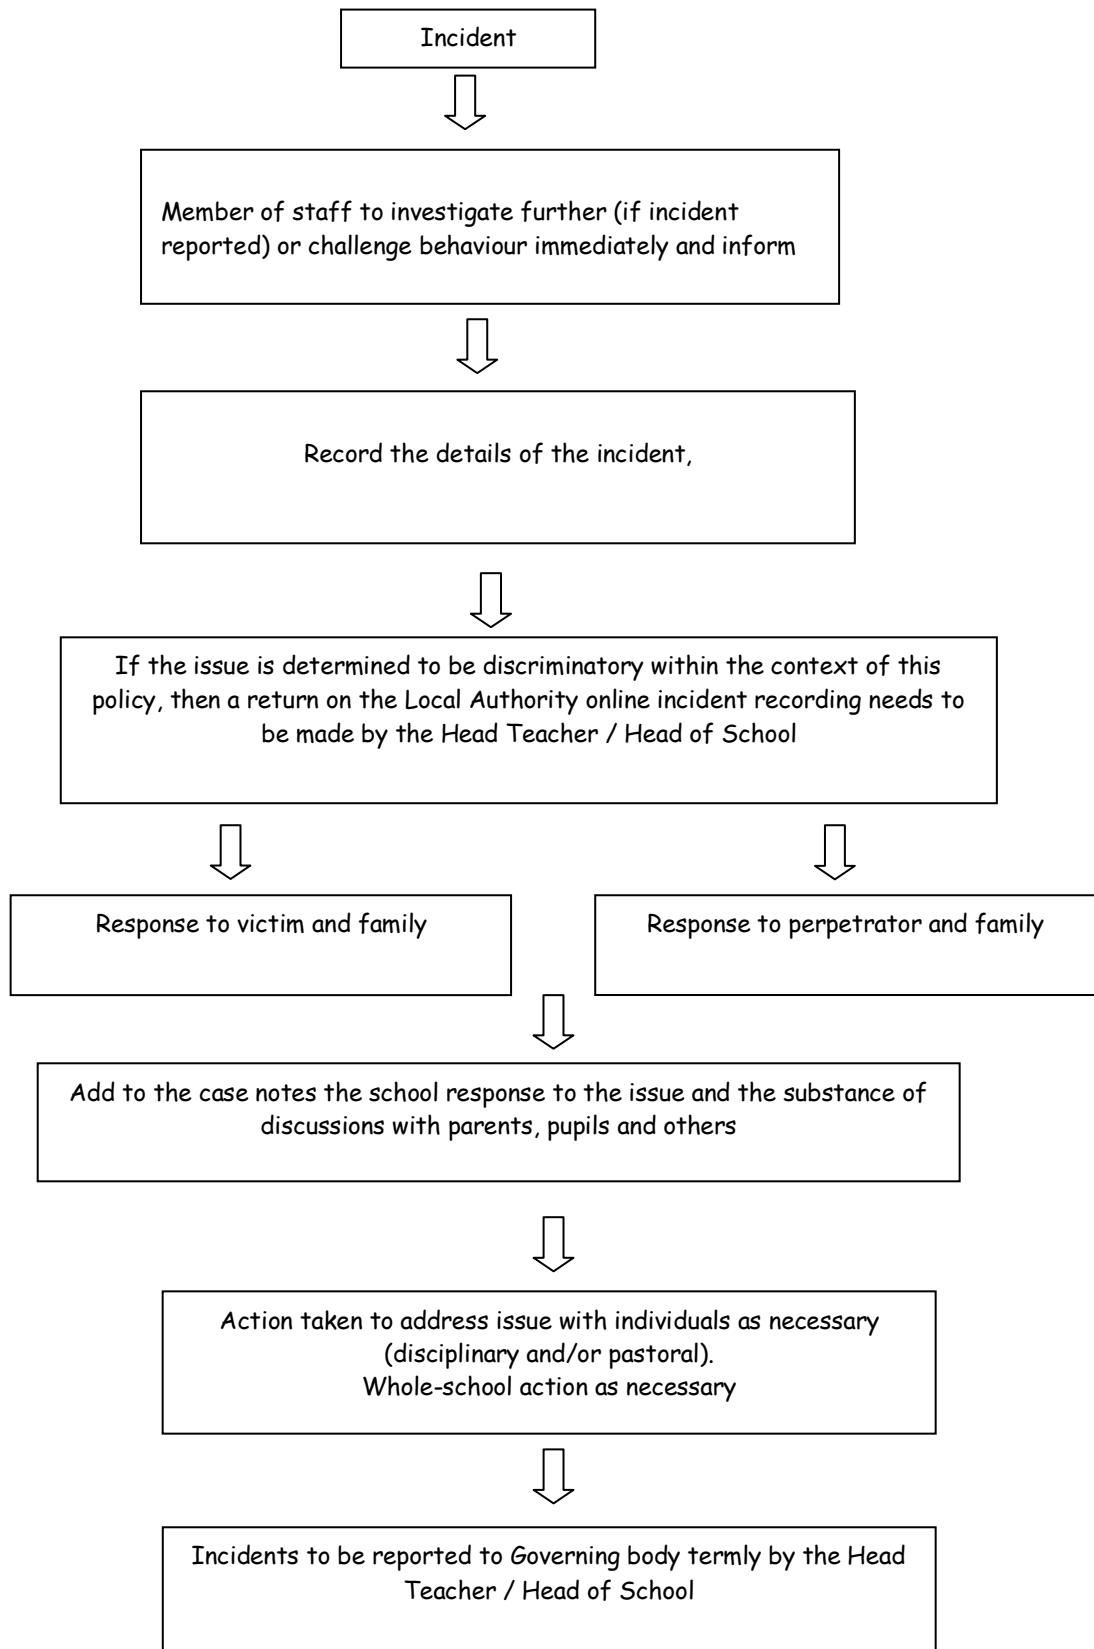 Incident
Member of staff to investigate further (if incident
reported) or challenge behaviour immediately and inform
Record the details of the incident,
If the issue is determined to be discriminatory within the context of this
policy, then a return on the Local Authority online incident recording needs to
be made by the Head Teacher / Head of School
Response to victim and family
Response to perpetrator and family
Add to the case notes the school response to the issue and the substance of
discussions with parents, pupils and others
Action taken to address issue with individuals as necessary
(disciplinary and/or pastoral).
Whole-school action as necessary
Incidents to be reported to Governing body termly by the Head
Teacher / Head of School